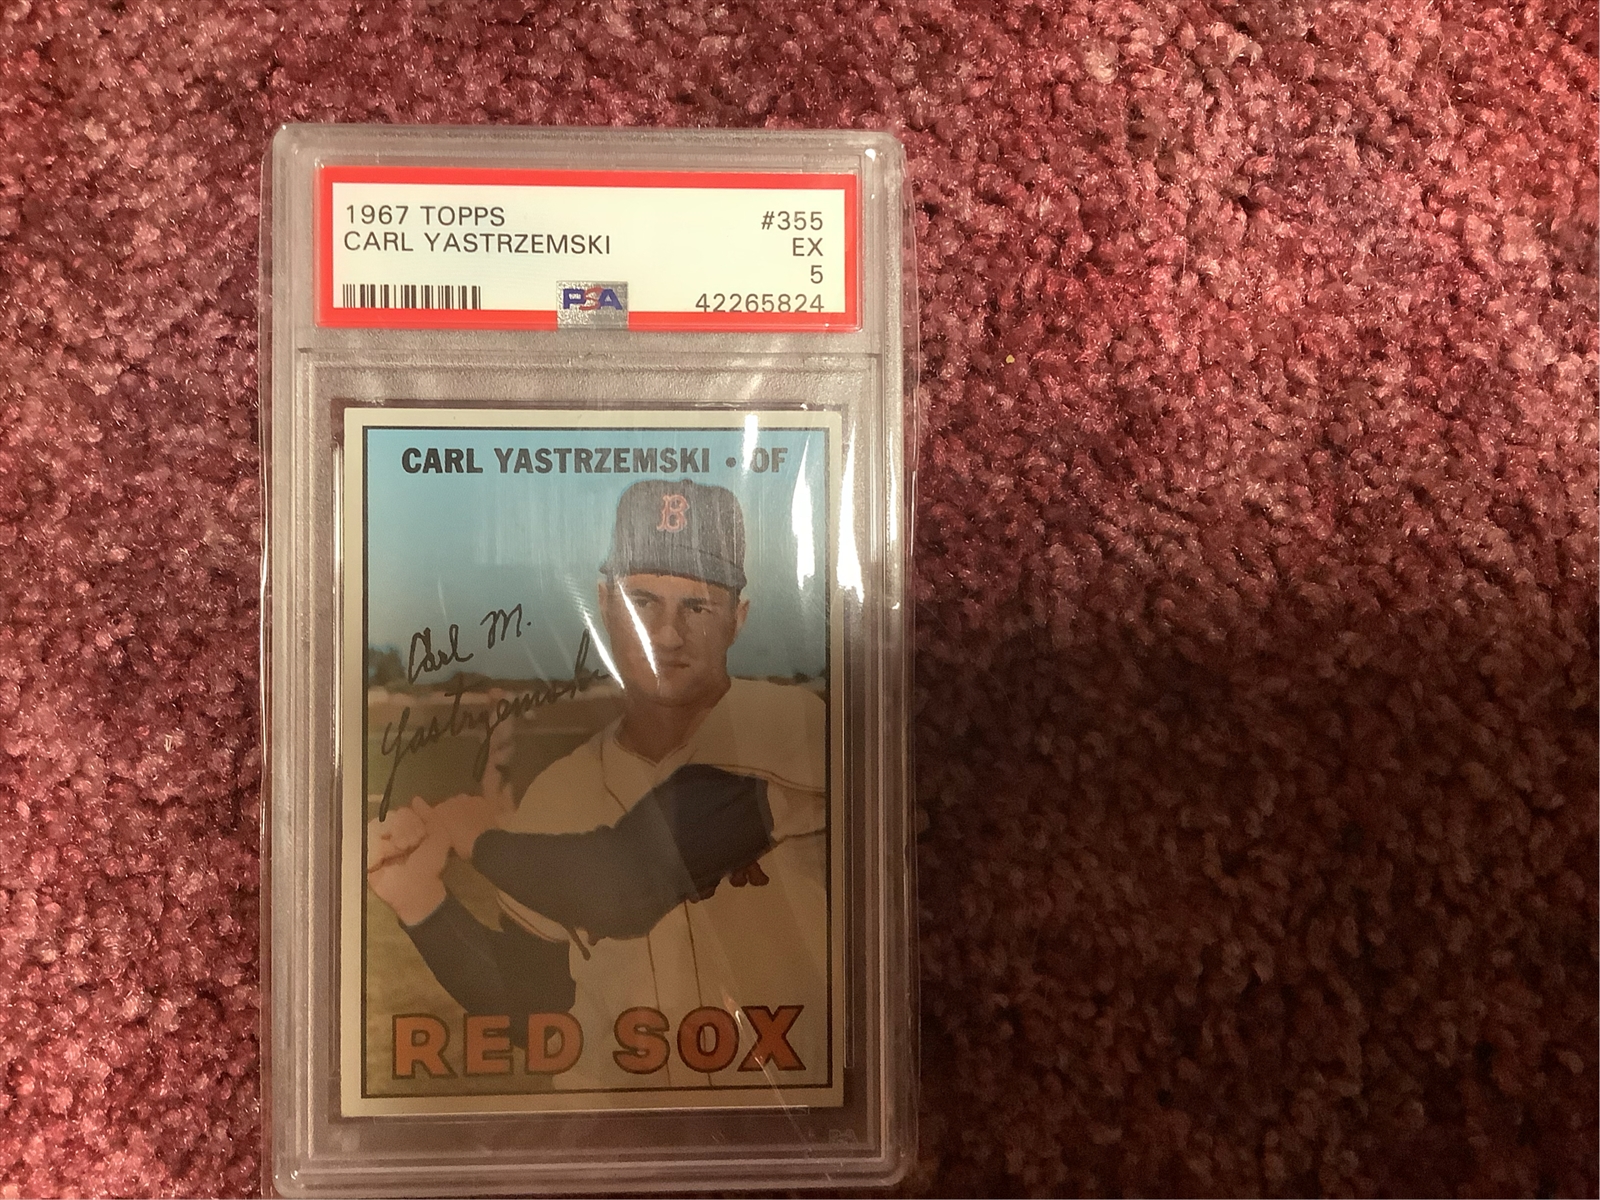 1967 TOPPS #355
CARL YASTRZEMSKI EX
5
PSA 42265824
CARL YASTRZEMSKI • OF
B
Carl M.
Yastrzemski
RED SOX